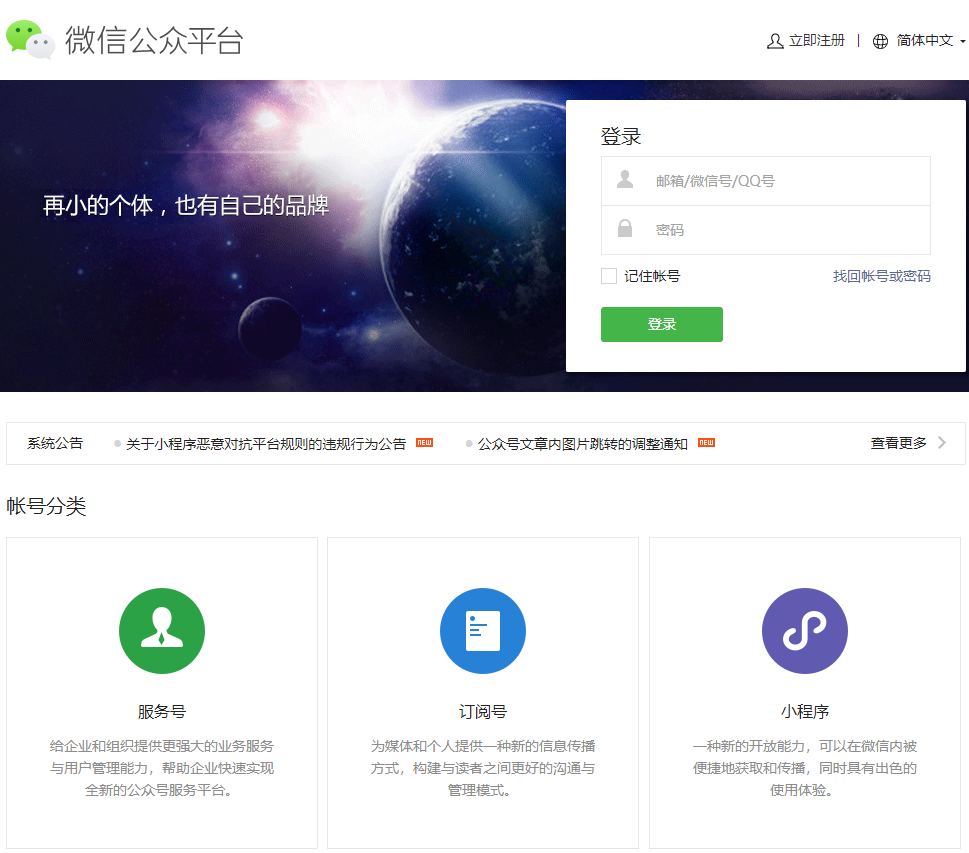 微信公众平台
立即注册
简体中文
再小的个体，也有自己的品牌
登录
邮箱/微信号/QQ号
密码
记住帐号 找回帐号或密码
登录
系统公告 关于小程序恶意对抗平台规则的违规行为公告 NEW 公众号文章内图片跳转的调整通知 NEW 查看更多
帐号分类
服务号
给企业和组织提供更强大的业务服务
与用户管理能力，帮助企业快速实现
全新的公众号服务平台。
订阅号
为媒体和个人提供一种新的信息传播
方式，构建与读者之间更好的沟通与
管理模式。
小程序
一种新的开放能力，可以在微信内被
便捷地获取和传播，同时具有出色的
使用体验。